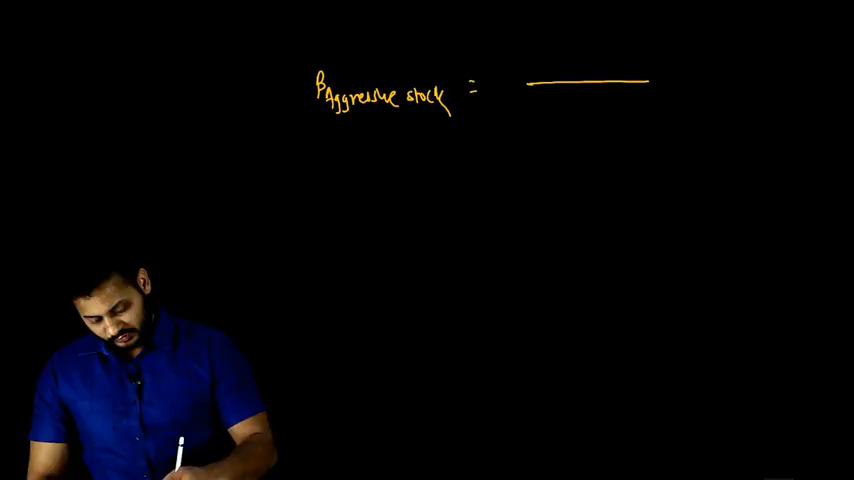 βAggressive stock = ―